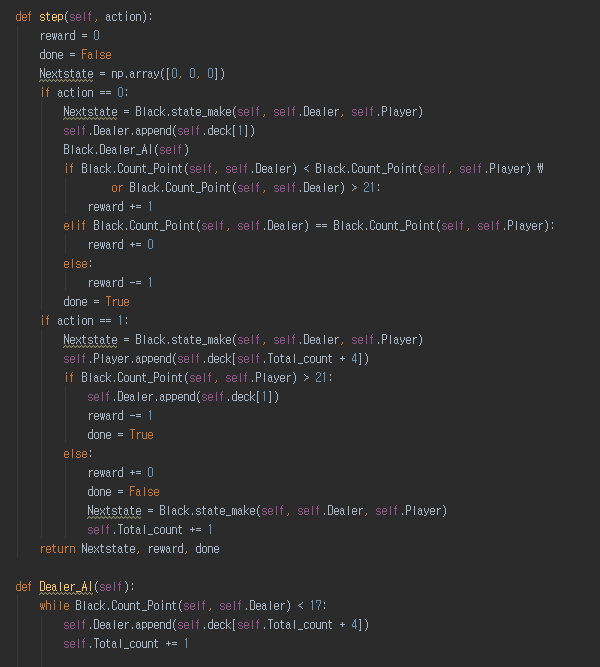 def step(self, action):
    reward = 0
    done = False
    Nextstate = np.array([0, 0, 0])
    if action == 0:
        Nextstate = Black.state_make(self, self.Dealer, self.Player)
        self.Dealer.append(self.deck[1])
        Black.Dealer_AI(self)
        if Black.Count_Point(self, self.Dealer) < Black.Count_Point(self, self.Player) ₩
                or Black.Count_Point(self, self.Dealer) > 21:
            reward += 1
        elif Black.Count_Point(self, self.Dealer) == Black.Count_Point(self, self.Player):
            reward += 0
        else:
            reward -= 1
        done = True
    if action == 1:
        Nextstate = Black.state_make(self, self.Dealer, self.Player)
        self.Player.append(self.deck[self.Total_count + 4])
        if Black.Count_Point(self, self.Player) > 21:
            self.Dealer.append(self.deck[1])
            reward -= 1
            done = True
        else:
            reward += 0
            done = False
            Nextstate = Black.state_make(self, self.Dealer, self.Player)
            self.Total_count += 1
    return Nextstate, reward, done

def Dealer_AI(self):
    while Black.Count_Point(self, self.Dealer) < 17:
        self.Dealer.append(self.deck[self.Total_count + 4])
        self.Total_count += 1